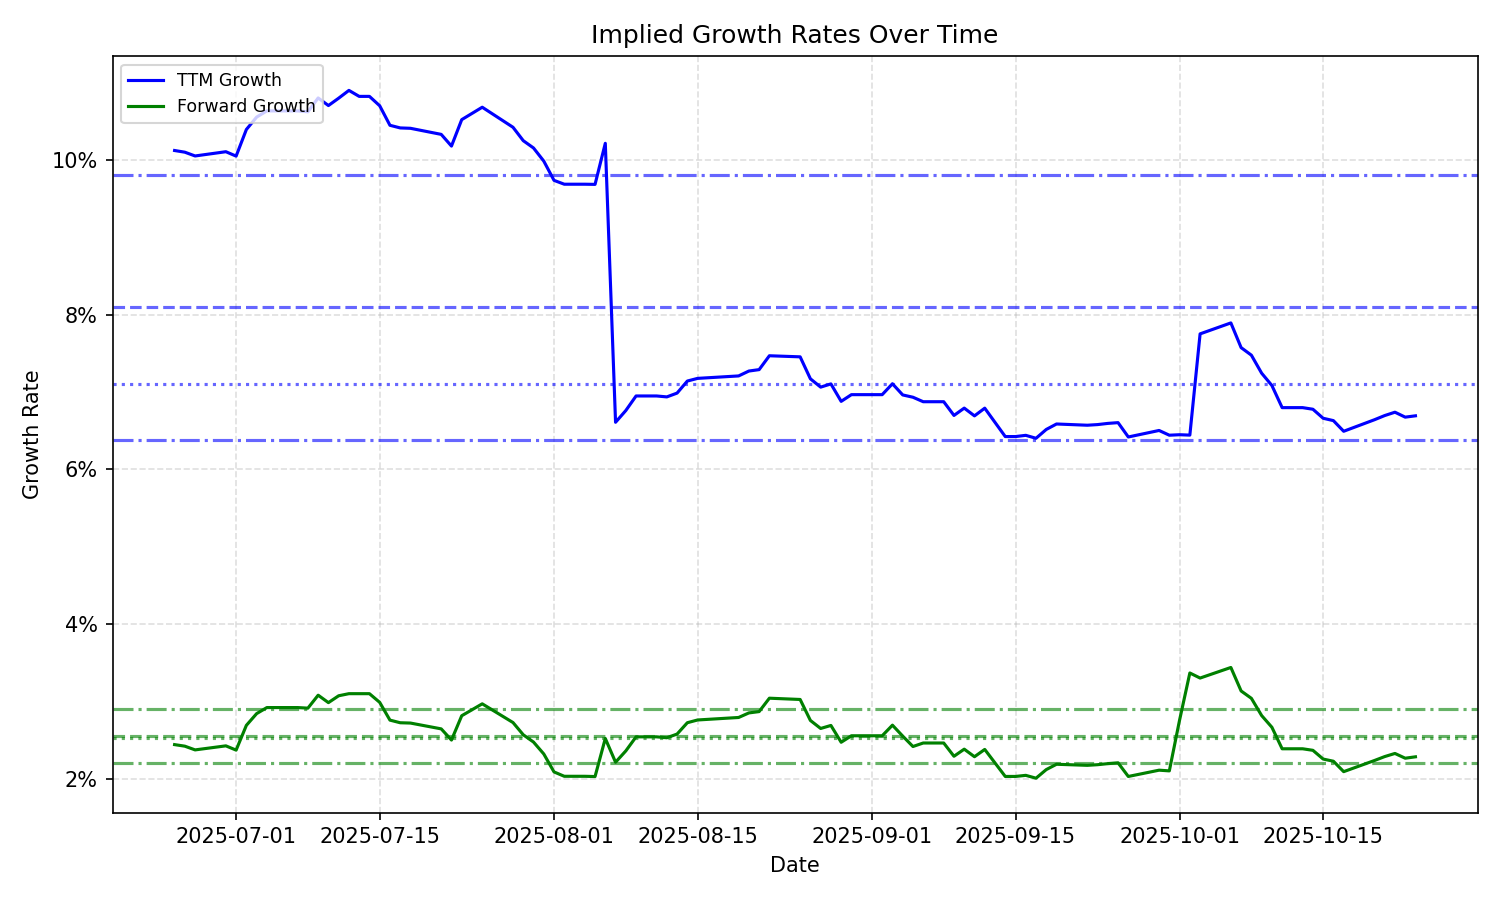 Implied Growth Rates Over Time
TTM Growth
Forward Growth
10%
8%
6%
4%
2%
Growth Rate
2025-07-01
2025-07-15
2025-08-01
2025-08-15
2025-09-01
2025-09-15
2025-10-01
2025-10-15
Date